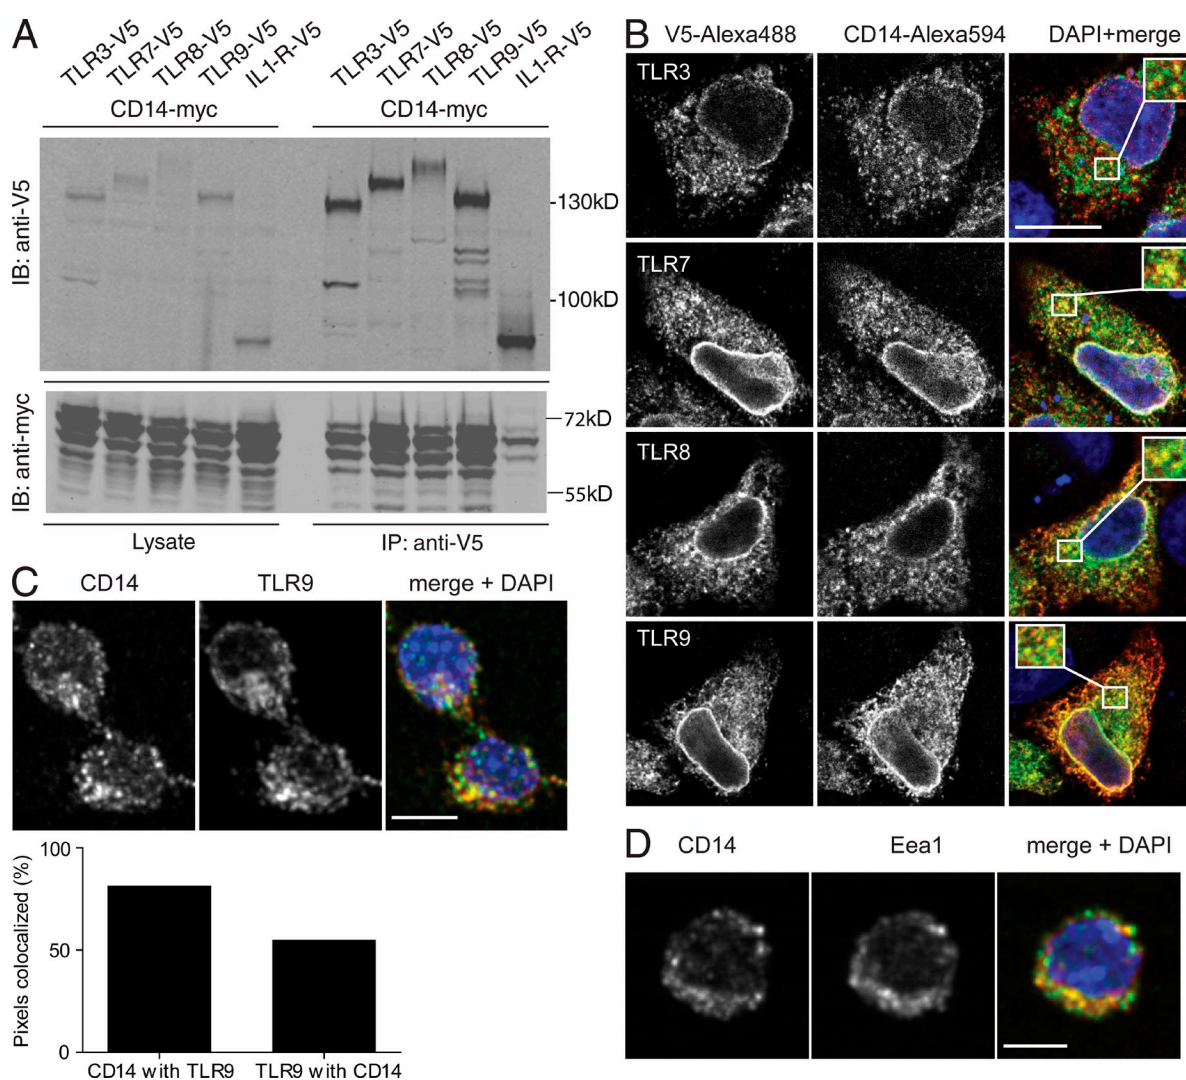 A
TLR3-V5
TLR7-V5
TLR8-V5
TLR9-V5
IL1-R-V5
TLR3-V5
TLR7-V5
TLR8-V5
TLR9-V5
IL1-R-V5
CD14-myc
CD14-myc
IB: anti-V5
-130kD
-100kD
IB: anti-myc
72kD
55kD
Lysate
IP: anti-V5
B
V5-Alexa488
CD14-Alexa594
DAPI+merge
TLR3
TLR7
TLR8
TLR9
C
CD14
TLR9
merge + DAPI
Pixels colocalized (%)
100
50
0
CD14 with TLR9
TLR9 with CD14
D
CD14
Eea1
merge + DAPI